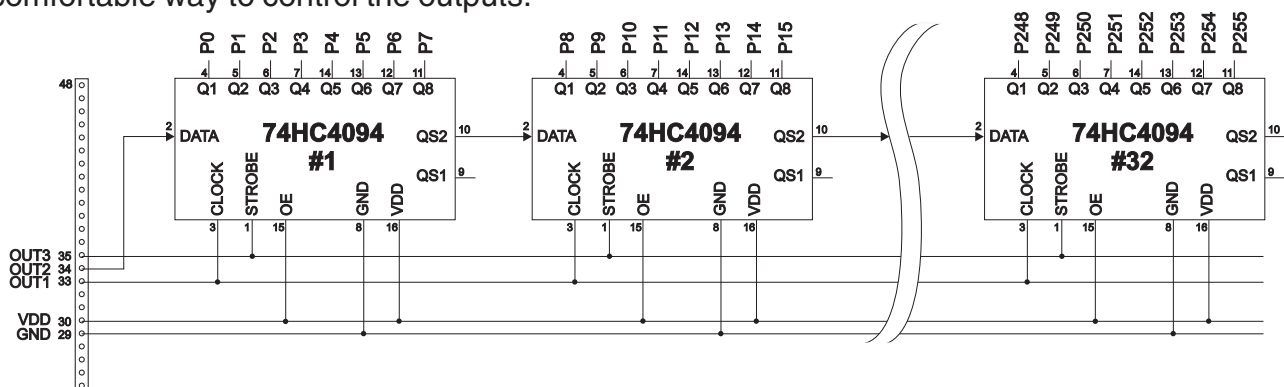 comfortable way to control the outputs.
P0 P1 P2 P3 P4 P5 P6 P7
P8 P9 P10 P11 P12 P13 P14 P15
P248 P249 P250 P251 P252 P253 P254 P255
4 5 6 7 14 13 12 11
4 5 6 7 14 13 12 11
4 5 6 7 14 13 12 11
48
Q1 Q2 Q3 Q4 Q5 Q6 Q7 Q8
Q1 Q2 Q3 Q4 Q5 Q6 Q7 Q8
Q1 Q2 Q3 Q4 Q5 Q6 Q7 Q8
2 DATA 74HC4094 QS2 10
#1
QS1 9
CLOCK STROBE OE GND VDD
3 1 15 8 16
2 DATA 74HC4094 QS2 10
#2
QS1 9
CLOCK STROBE OE GND VDD
3 1 15 8 16
2 DATA 74HC4094 QS2 10
#32
QS1 9
CLOCK STROBE OE GND VDD
3 1 15 8 16
OUT3 35
OUT2 34
OUT1 33
VDD 30
GND 29